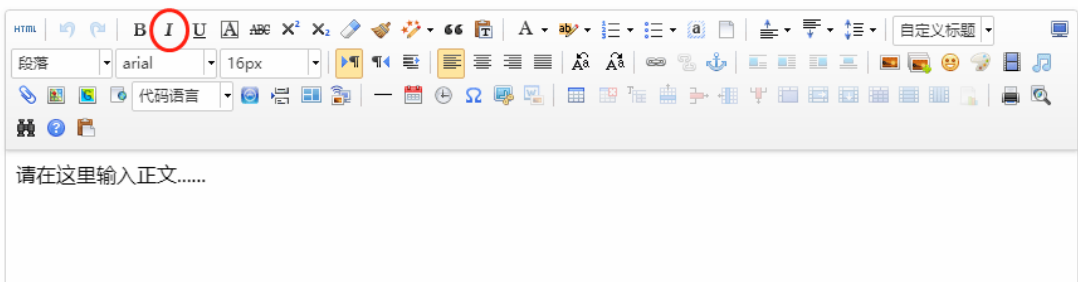 HTML B I U A ABC X² X₂ A ab a 自定义标题
段落 arial 16px
代码语言
请在这里输入正文......